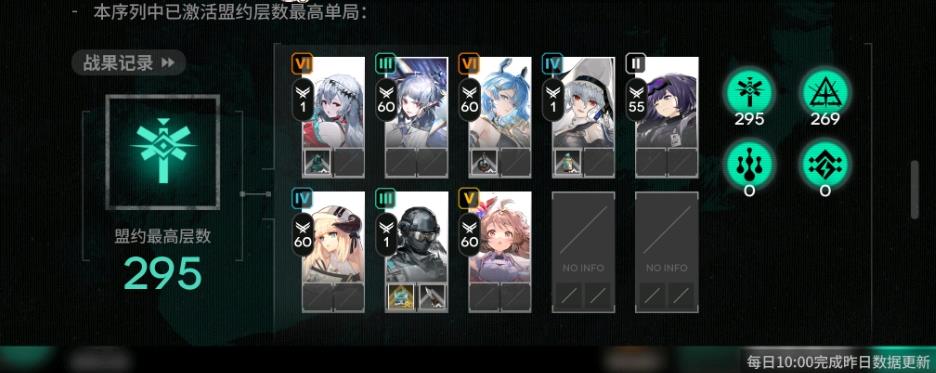 - 本序列中已激活盟约层数最高单局：
战果记录
盟约最高层数
295
VI
1
III
60
VI
60
IV
1
II
55
IV
60
III
1
V
60
NO INFO
NO INFO
295
269
0
0
每日10:00完成昨日数据更新